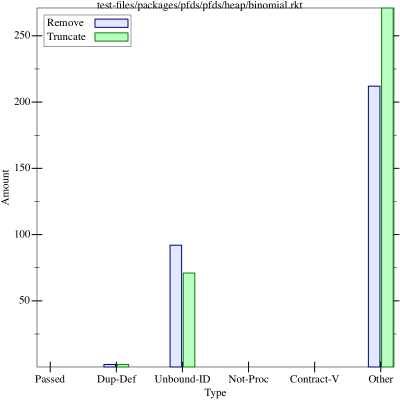 test-files/packages/pfds/pfds/heap/binomial.rkt
Remove
Truncate
250
200
150
100
50
Amount
Passed Dup-Def Unbound-ID Not-Proc Contract-V Other
Type